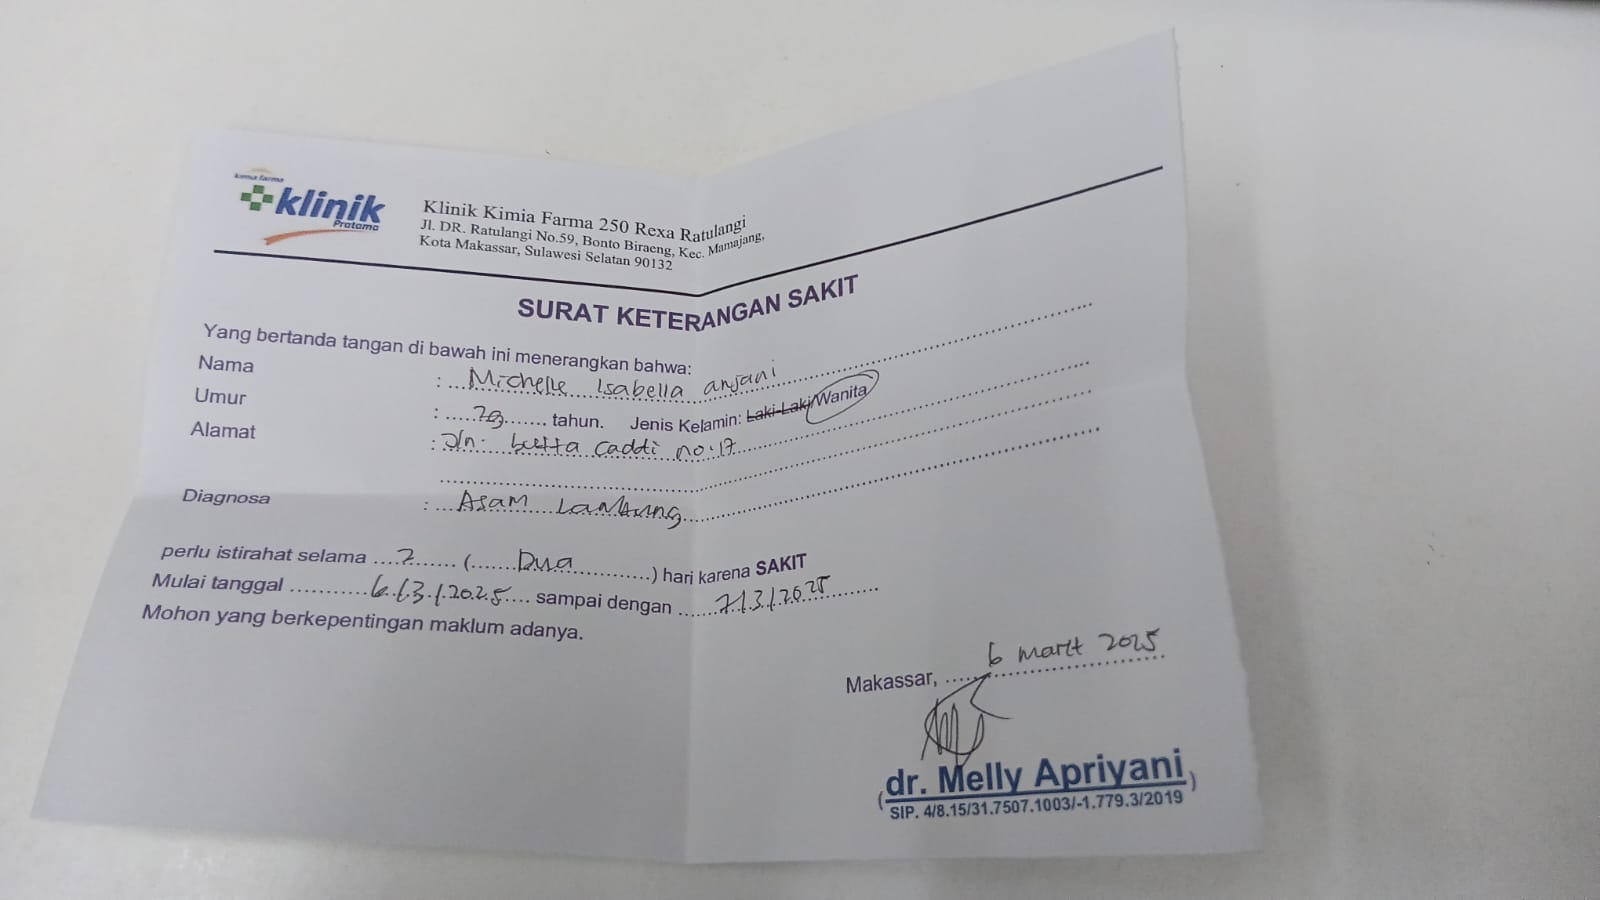 kimia farma
klinik
Pratama
Klinik Kimia Farma 250 Rexa Ratulangi
Jl. DR. Ratulangi No.59, Bonto Biraeng, Kec. Mamajang,
Kota Makassar, Sulawesi Selatan 90132
SURAT KETERANGAN SAKIT
Yang bertanda tangan di bawah ini menerangkan bahwa:
Nama : Michelle Isabella anjani
Umur : tahun. Jenis Kelamin: Laki-Laki/Wanita
Alamat : Jln. butta caddi no.17
Diagnosa : Asam Lambung
perlu istirahat selama 2 ( Dua ) hari karena SAKIT
Mulai tanggal 6/3/2025 sampai dengan 7/3/2025
Mohon yang berkepentingan maklum adanya.
Makassar, 6 maret 2025
(dr. Melly Apriyani)
SIP. 4/8.15/31.7507.1003/-1.779.3/2019